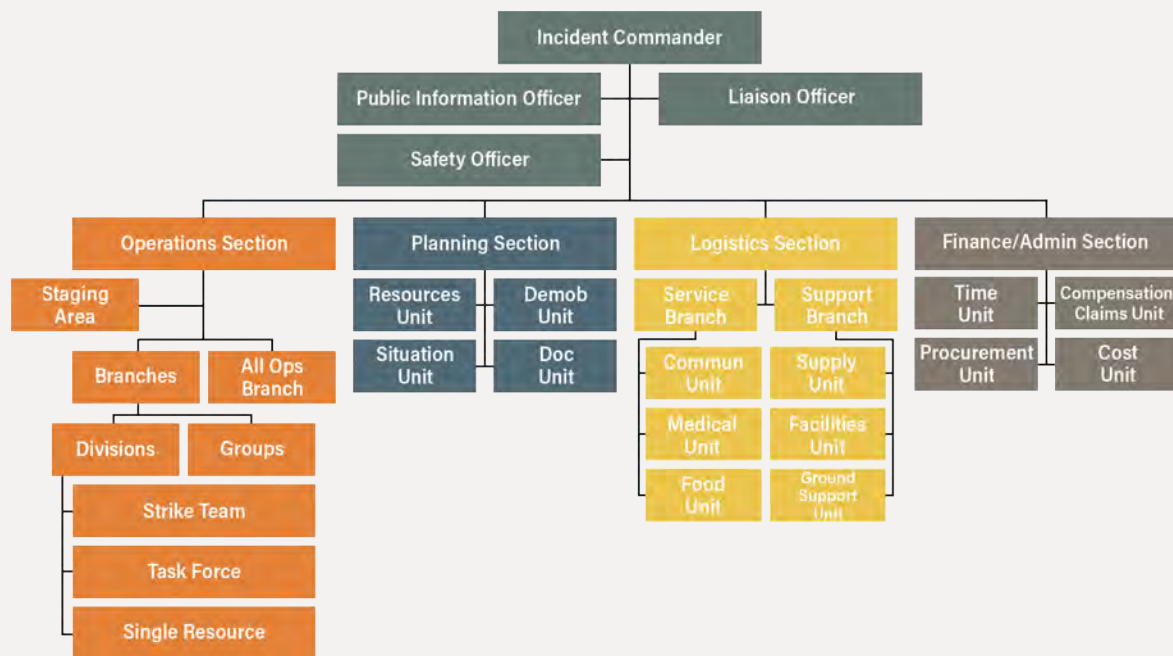 Incident Commander
Public Information Officer
Liaison Officer
Safety Officer
Operations Section
Planning Section
Logistics Section
Finance/Admin Section
Staging
Area
Resources
Unit
Demob
Unit
Service
Branch
Support
Branch
Time
Unit
Compensation
Claims Unit
Branches
All Ops
Branch
Situation
Unit
Doc
Unit
Commun
Unit
Supply
Unit
Procurement
Unit
Cost
Unit
Divisions
Groups
Medical
Unit
Facilities
Unit
Strike Team
Food
Unit
Ground
Support
Unit
Task Force
Single Resource